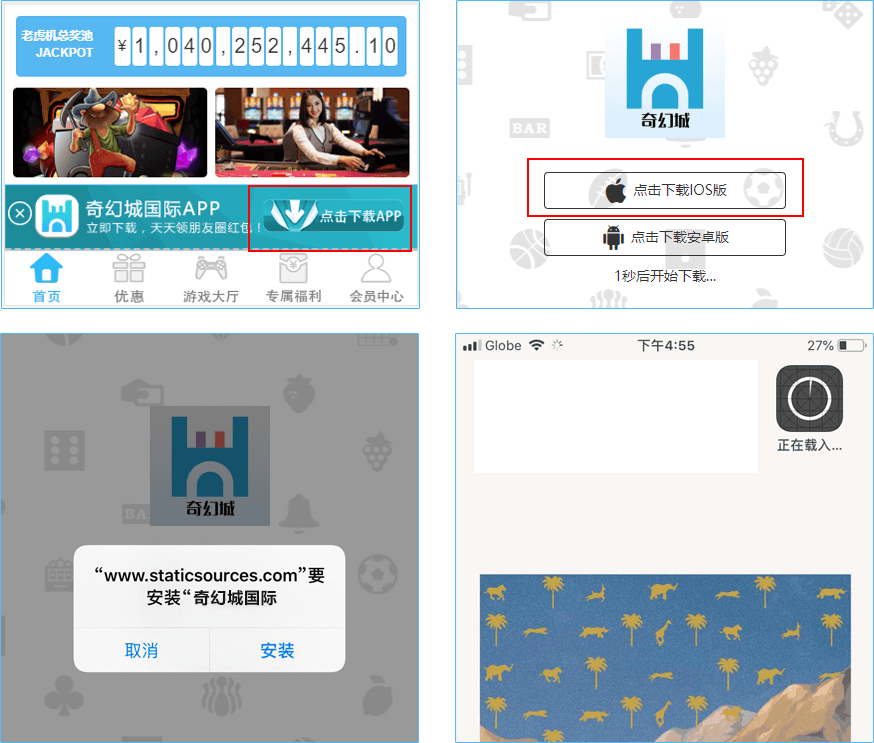 老虎机总奖池
JACKPOT
¥1,040,252,445.10
奇幻城国际APP
立即下载，天天领朋友圈红包！
点击下载APP
首页
优惠
游戏大厅
专属福利
会员中心
BAR
奇幻城
点击下载IOS版
点击下载安卓版
1秒后开始下载...
BA
奇幻城
“www.staticsources.com”要
安装“奇幻城国际
取消
安装
Globe
下午4:55
27%
正在载入...